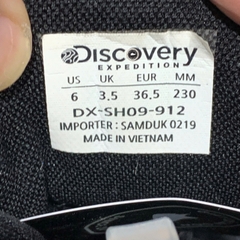 Discovery
EXPEDITION
US UK EUR MM
6 3.5 36.5 230
DX-SH09-912
IMPORTER : SAMDUK 0219
MADE IN VIETNAM